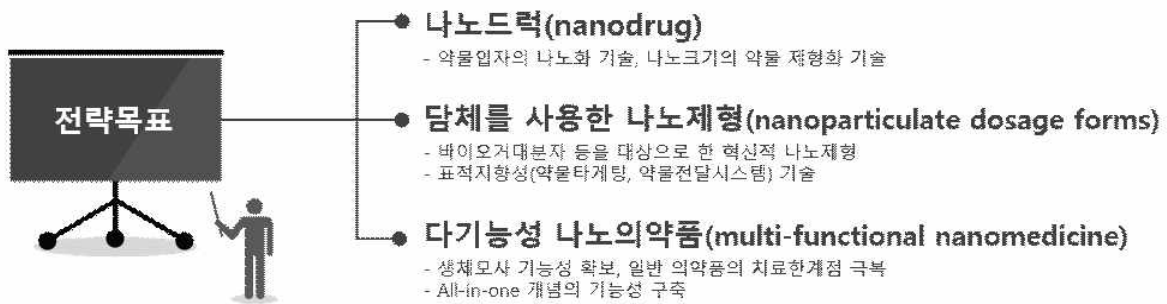 전략목표
나노드럭(nanodrug)
- 약물입자의 나노화 기술, 나노크기의 약물 제형화 기술
담체를 사용한 나노제형(nanoparticulate dosage forms)
- 바이오거대분자 등을 대상으로 한 혁신적 나노제형
- 표적지향성(약물타게팅, 약물전달시스템) 기술
다기능성 나노의약품(multi-functional nanomedicine)
- 생체모사 기능성 확보, 일반 의약품의 치료한계점 극복
- All-in-one 개념의 기능성 구축